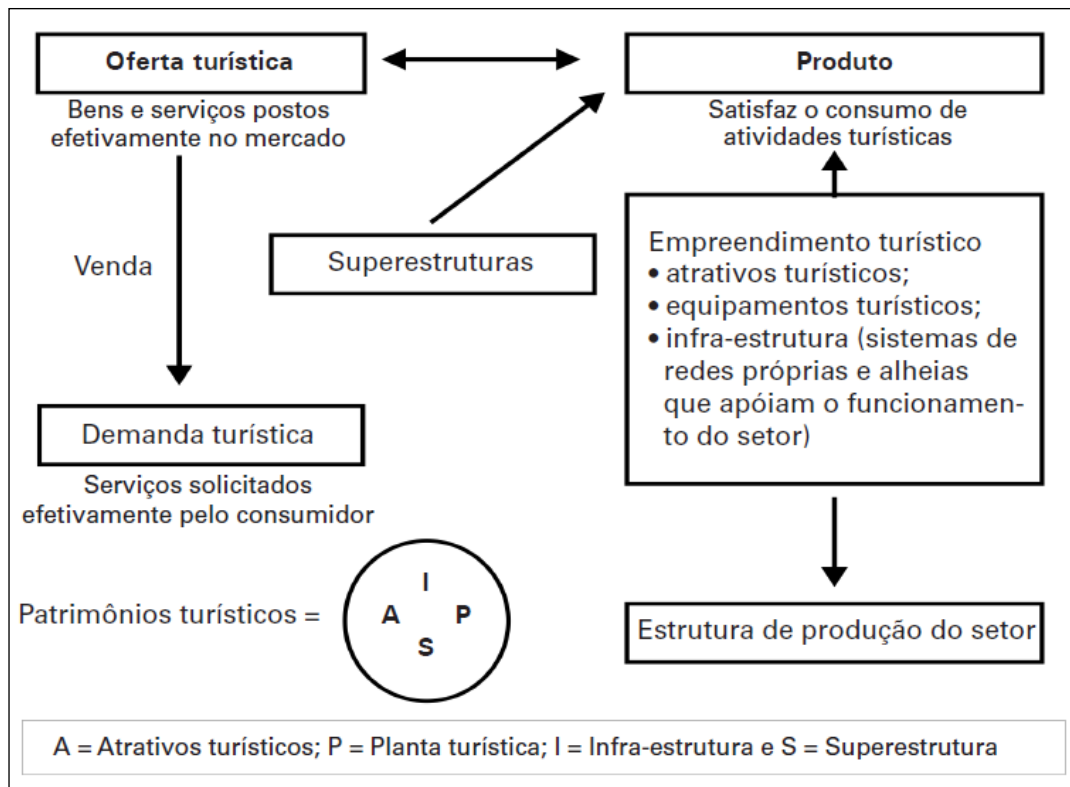 Oferta turística
Bens e serviços postos
efetivamente no mercado
Produto
Satisfaz o consumo de
atividades turísticas
Venda
Superestruturas
Empreendimento turístico
• atrativos turísticos;
• equipamentos turísticos;
• infra-estrutura (sistemas de
redes próprias e alheias
que apóiam o funcionamen-
to do setor)
Demanda turística
Serviços solicitados
efetivamente pelo consumidor
Patrimônios turísticos =
I
A P
S
Estrutura de produção do setor
A = Atrativos turísticos; P = Planta turística; I = Infra-estrutura e S = Superestrutura